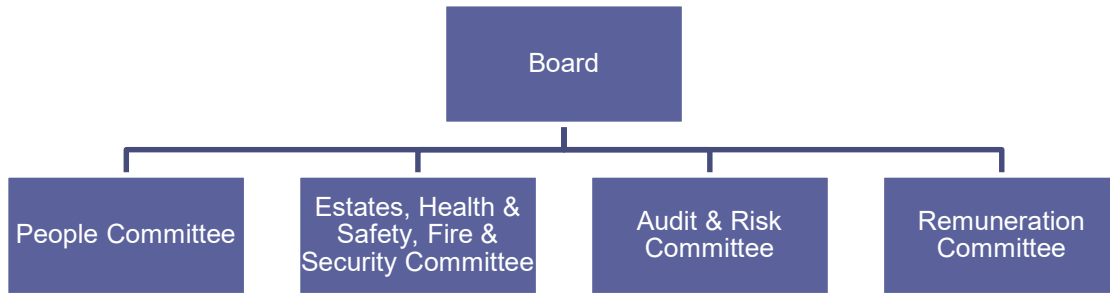 Board
People Committee
Estates, Health &
Safety, Fire &
Security Committee
Audit & Risk
Committee
Remuneration
Committee